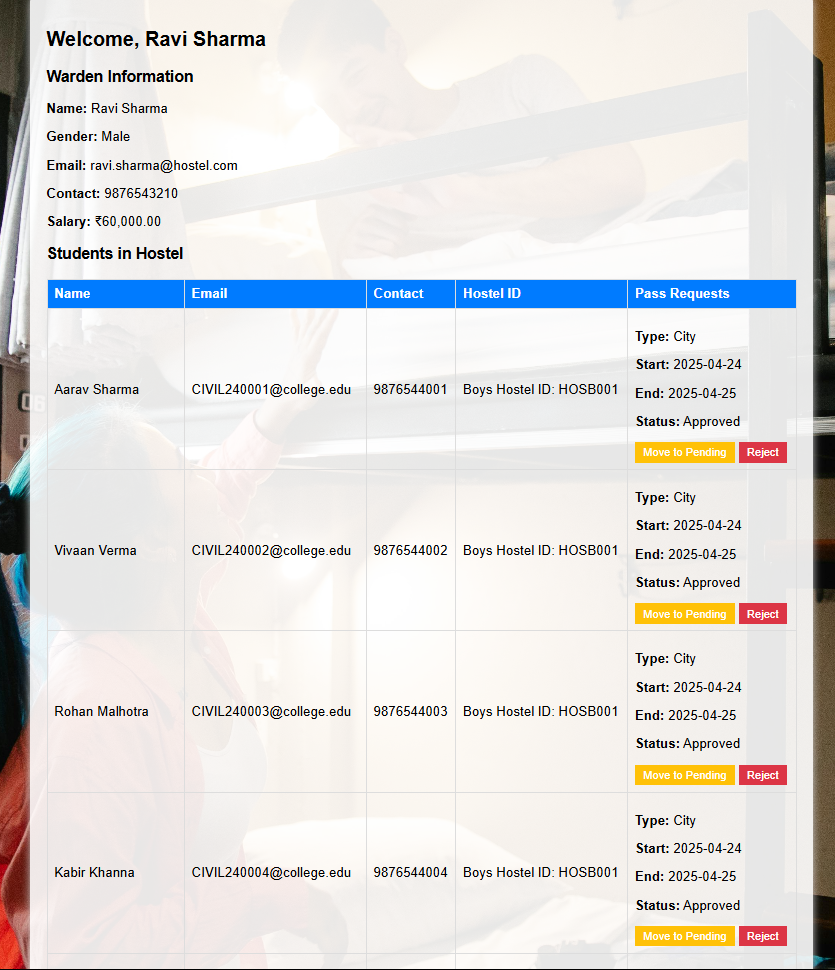 Welcome, Ravi Sharma
Warden Information
Name: Ravi Sharma
Gender: Male
Email: ravi.sharma@hostel.com
Contact: 9876543210
Salary: ₹60,000.00
Students in Hostel
Name Email Contact Hostel ID Pass Requests
Type: City
Start: 2025-04-24
Aarav Sharma CIVIL240001@college.edu 9876544001 Boys Hostel ID: HOSB001
End: 2025-04-25
Status: Approved
Move to Pending Reject
Type: City
Start: 2025-04-24
Vivaan Verma CIVIL240002@college.edu 9876544002 Boys Hostel ID: HOSB001
End: 2025-04-25
Status: Approved
Move to Pending Reject
Type: City
Start: 2025-04-24
Rohan Malhotra CIVIL240003@college.edu 9876544003 Boys Hostel ID: HOSB001
End: 2025-04-25
Status: Approved
Move to Pending Reject
Type: City
Start: 2025-04-24
Kabir Khanna CIVIL240004@college.edu 9876544004 Boys Hostel ID: HOSB001
End: 2025-04-25
Status: Approved
Move to Pending Reject